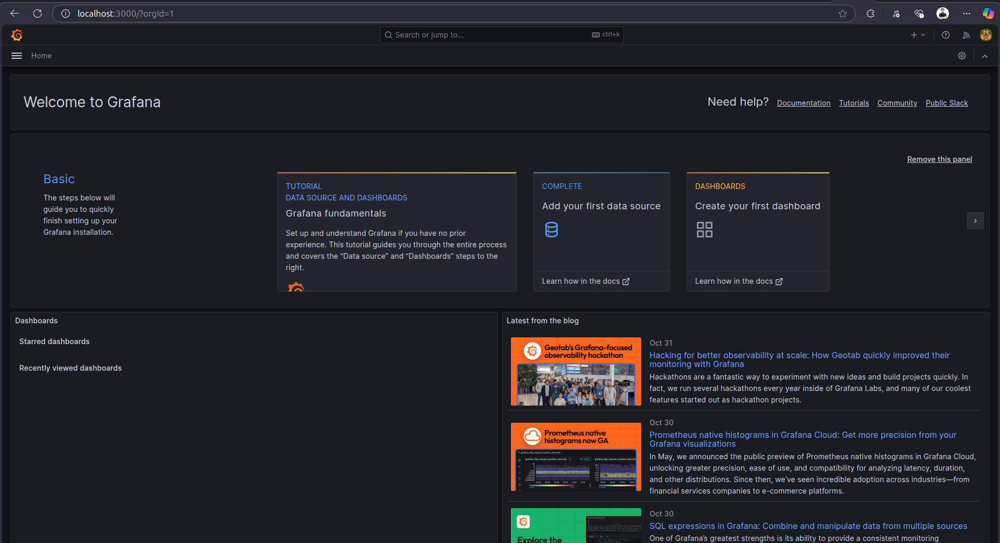 localhost:3000/?orgId=1
Search or jump to...
ctrl+k
Home
Welcome to Grafana
Need help?
Documentation
Tutorials
Community
Public Slack
Remove this panel
Basic
The steps below will
guide you to quickly
finish setting up your
Grafana installation.
TUTORIAL
DATA SOURCE AND DASHBOARDS
Grafana fundamentals
Set up and understand Grafana if you have no prior
experience. This tutorial guides you through the entire process
and covers the “Data source” and “Dashboards” steps to the
right.
COMPLETE
Add your first data source
Learn how in the docs
DASHBOARDS
Create your first dashboard
Learn how in the docs
Dashboards
Starred dashboards
Recently viewed dashboards
Latest from the blog
Geotab’s Grafana-focused
observability hackathon
Oct 31
Hacking for better observability at scale: How Geotab quickly improved their
monitoring with Grafana
Hackathons are a fantastic way to experiment with new ideas and build projects quickly. In
fact, we run several hackathons every year inside of Grafana Labs, and many of our coolest
features started out as hackathon projects.
Prometheus native
histograms now GA
grafana_http_request_duration_seconds
Oct 30
Prometheus native histograms in Grafana Cloud: Get more precision from your
Grafana visualizations
In May, we announced the public preview of Prometheus native histograms in Grafana Cloud,
unlocking greater precision, ease of use, and compatibility for analyzing latency, duration,
and other distributions. Since then, we’ve seen incredible adoption across industries—from
financial services companies to e-commerce platforms.
Explore the
Oct 30
SQL expressions in Grafana: Combine and manipulate data from multiple sources
One of Grafana’s greatest strengths is its ability to provide a consistent monitoring